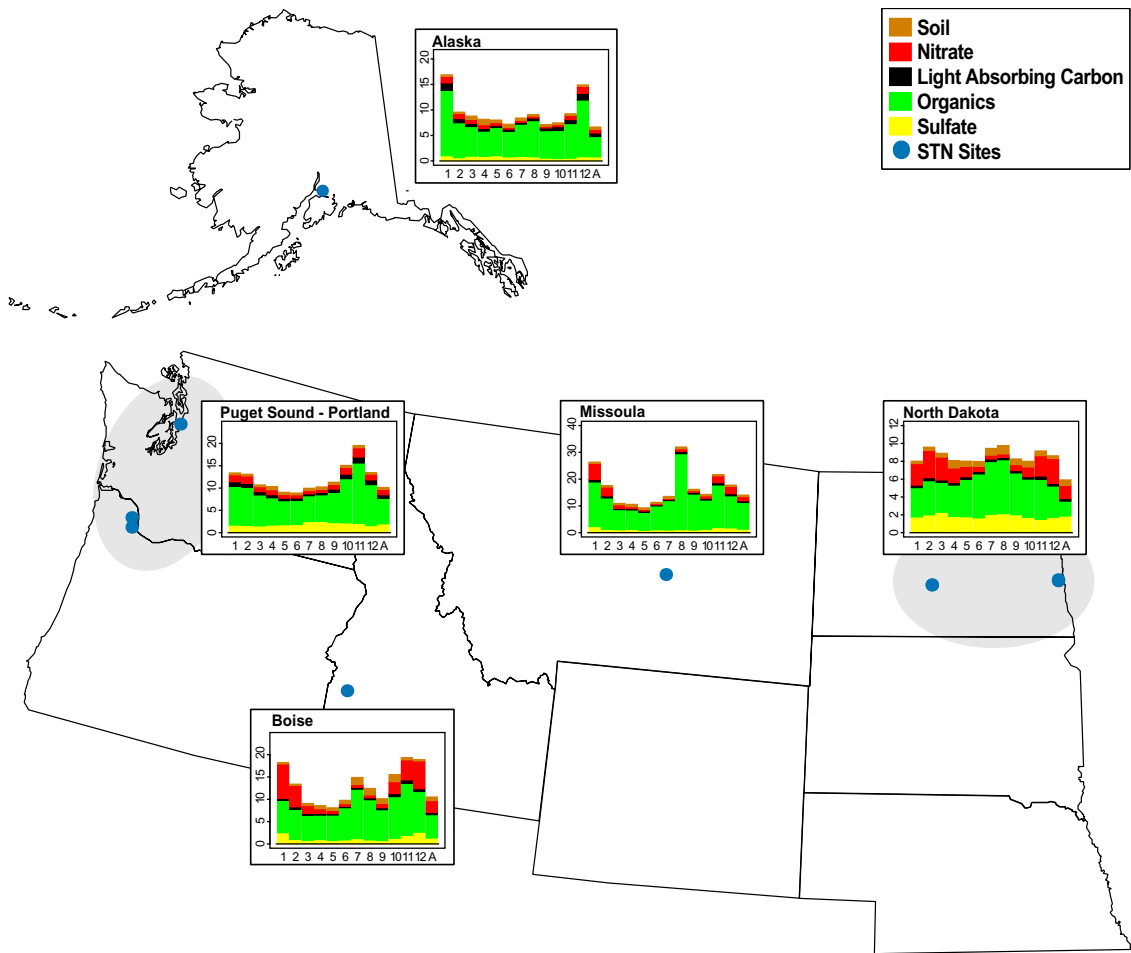 Alaska
20
15
10
5
0
1 2 3 4 5 6 7 8 9 10 11 12 A
Soil
Nitrate
Light Absorbing Carbon
Organics
Sulfate
STN Sites
Puget Sound - Portland
20
15
10
5
0
1 2 3 4 5 6 7 8 9 10 11 12 A
Missoula
40
30
20
10
0
1 2 3 4 5 6 7 8 9 10 11 12 A
North Dakota
12
10
8
6
4
2
0
1 2 3 4 5 6 7 8 9 10 11 12 A
Boise
20
15
10
5
0
1 2 3 4 5 6 7 8 9 10 11 12 A